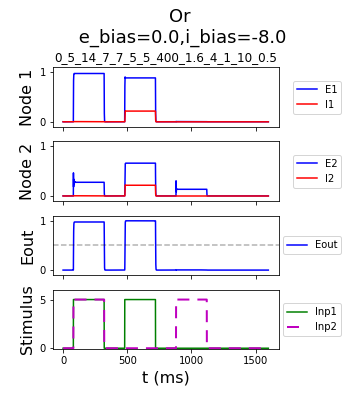 Or
e_bias=0.0,i_bias=-8.0
0_5_14_7_7_5_5_400_1.6_4_1_10_0.5
Node 1
1
0
E1
I1
Node 2
1
0
E2
I2
Eout
1
0
Eout
Stimulus
5
0
Inp1
Inp2
0
500
1000
1500
t (ms)